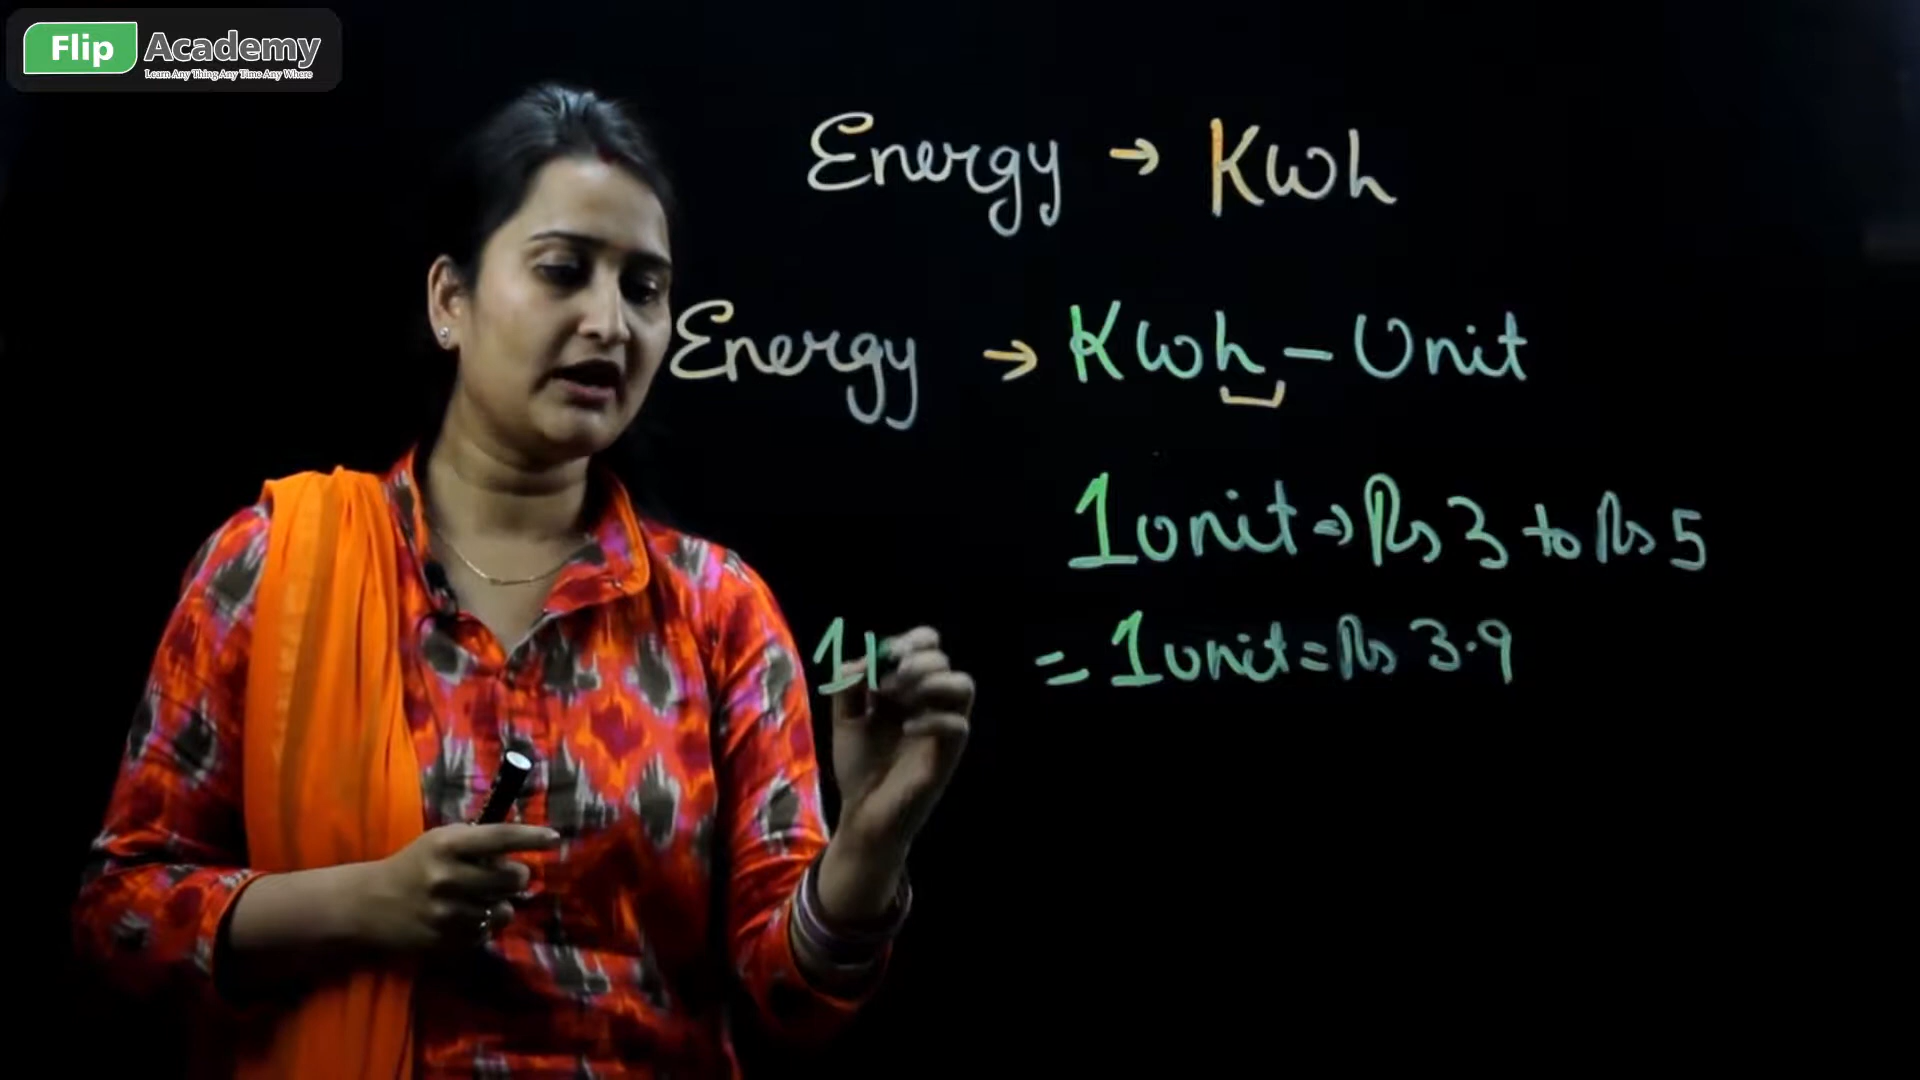 Flip Academy
Learn Any Thing Any Time Any Where
Energy → Kwh
Energy → Kwh - Unit
1 unit ⇒ Rs 3 to Rs 5
1 = 1 unit = Rs 3.9